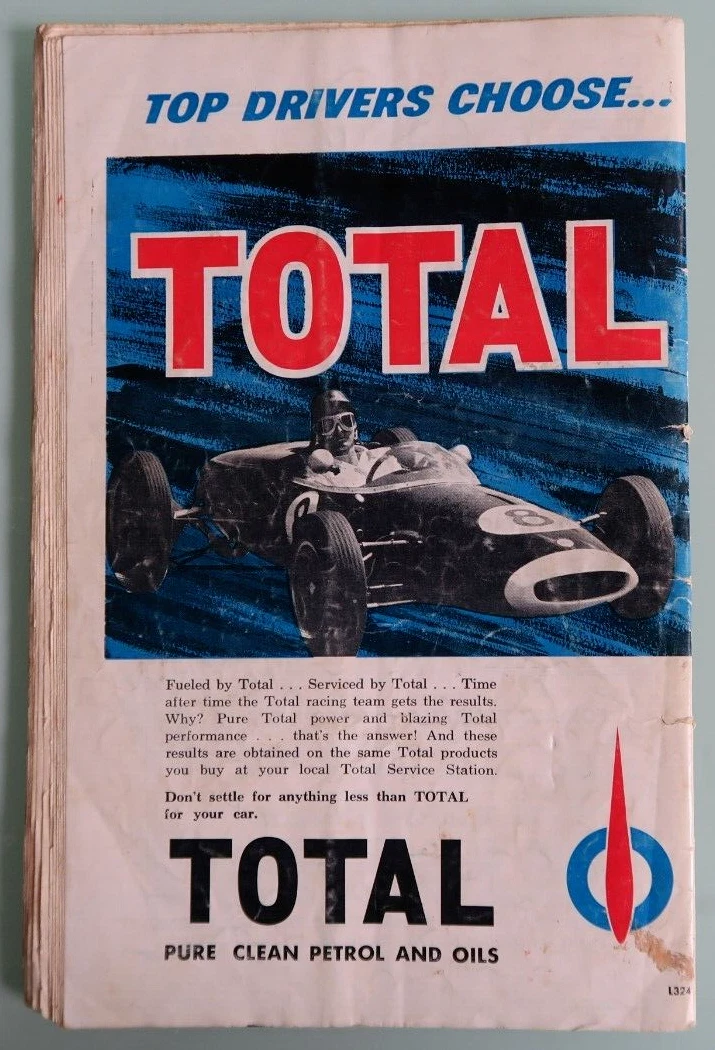 TOP DRIVERS CHOOSE...
TOTAL
8
Fueled by Total . . . Serviced by Total . . . Time
after time the Total racing team gets the results.
Why? Pure Total power and blazing Total
performance . . . that's the answer! And these
results are obtained on the same Total products
you buy at your local Total Service Station.
Don't settle for anything less than TOTAL
for your car.
TOTAL
PURE CLEAN PETROL AND OILS
L324